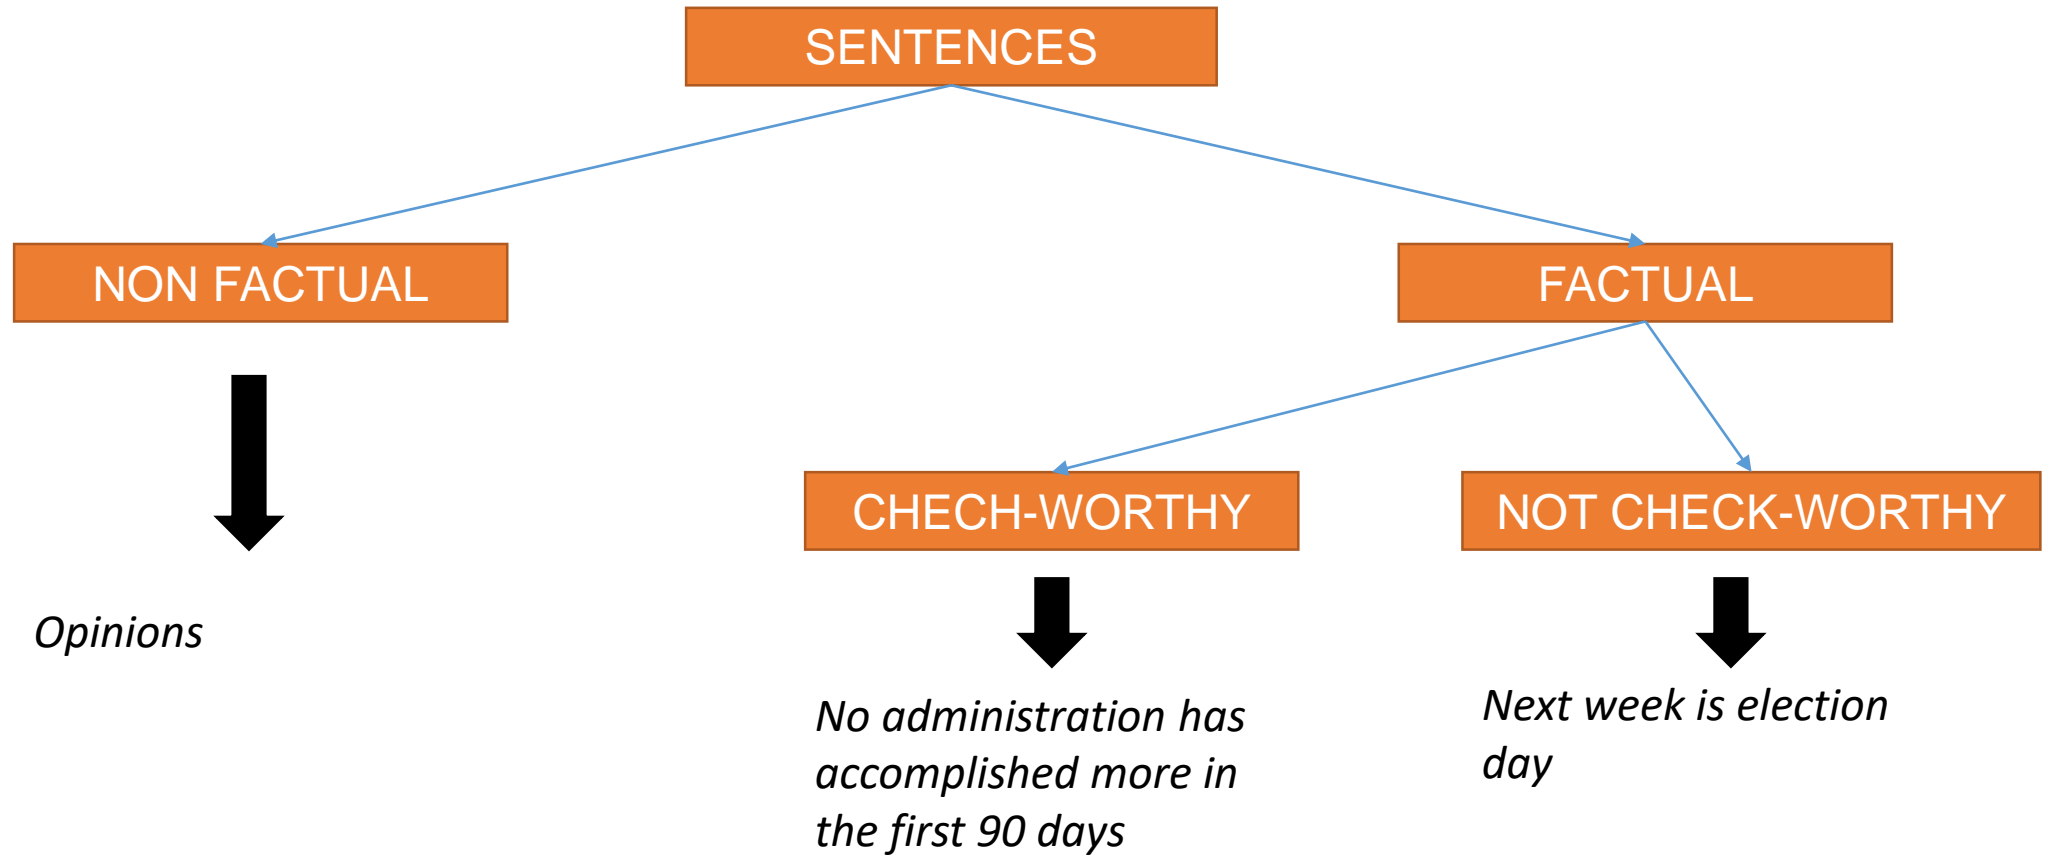 SENTENCES
NON FACTUAL
FACTUAL
CHECH-WORTHY
NOT CHECK-WORTHY
Opinions
No administration has
accomplished more in
the first 90 days
Next week is election
day